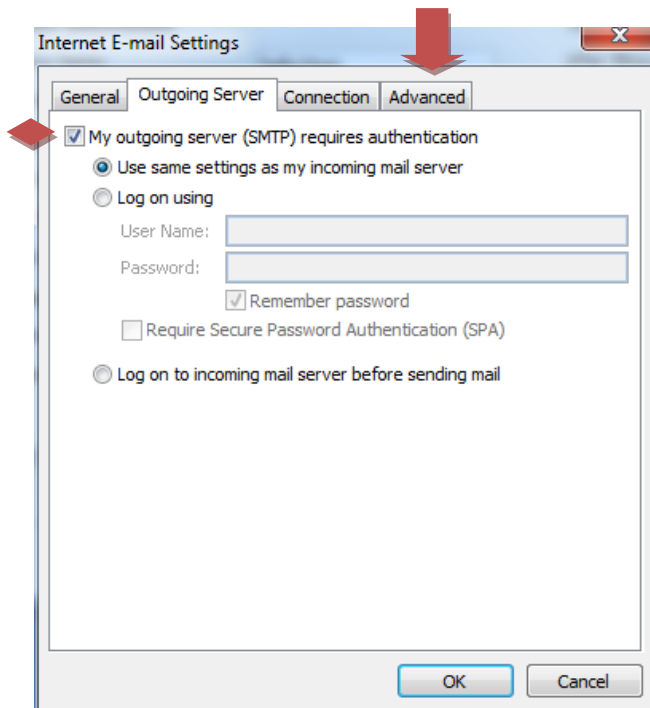 Internet E-mail Settings
General Outgoing Server Connection Advanced
My outgoing server (SMTP) requires authentication
Use same settings as my incoming mail server
Log on using
User Name:
Password:
Remember password
Require Secure Password Authentication (SPA)
Log on to incoming mail server before sending mail
OK Cancel